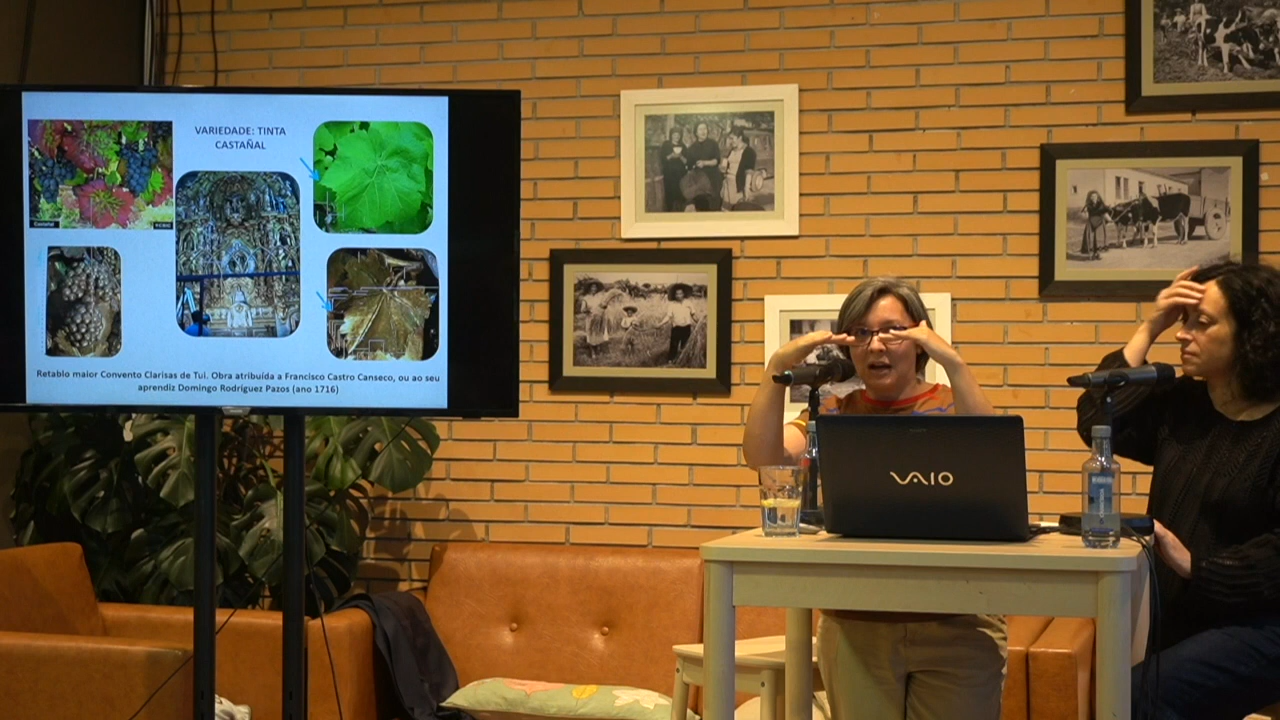 VARIEDADE: TINTA
CASTAÑAL
Castañal
Retablo maior Convento Clarisas de Tui. Obra atribuída a Francisco Castro Canseco, ou ao seu
aprendiz Domingo Rodríguez Pazos (ano 1716)
VAIO